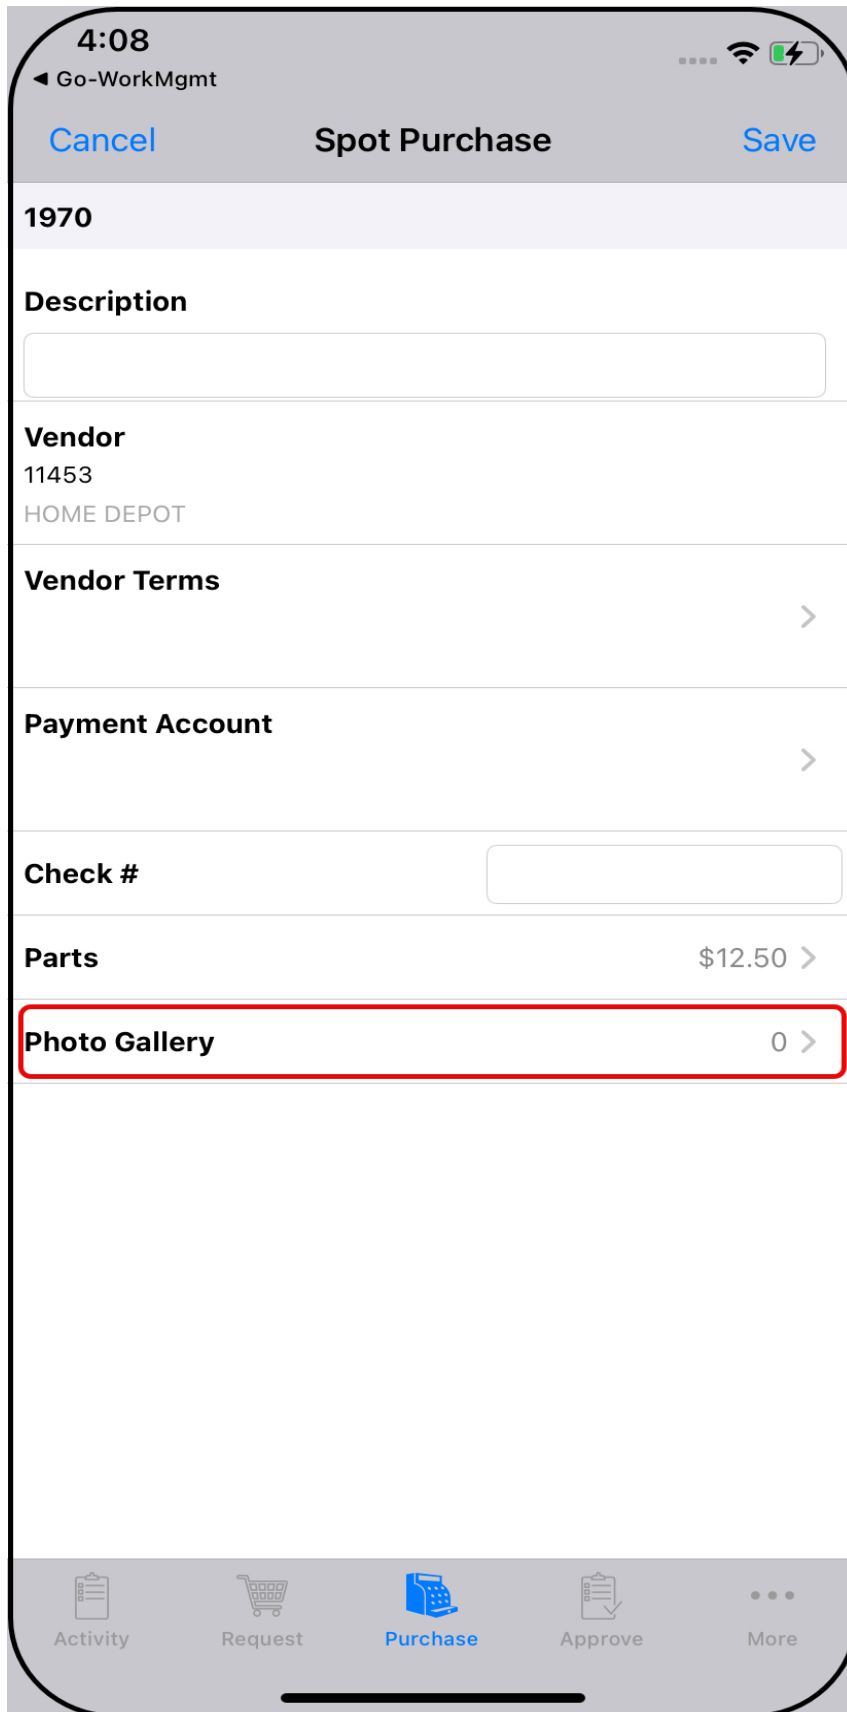 4:08
◀ Go-WorkMgmt
Cancel Spot Purchase Save
1970
Description
Vendor
11453
HOME DEPOT
Vendor Terms
Payment Account
Check #
Parts $12.50
Photo Gallery 0
Activity Request Purchase Approve More